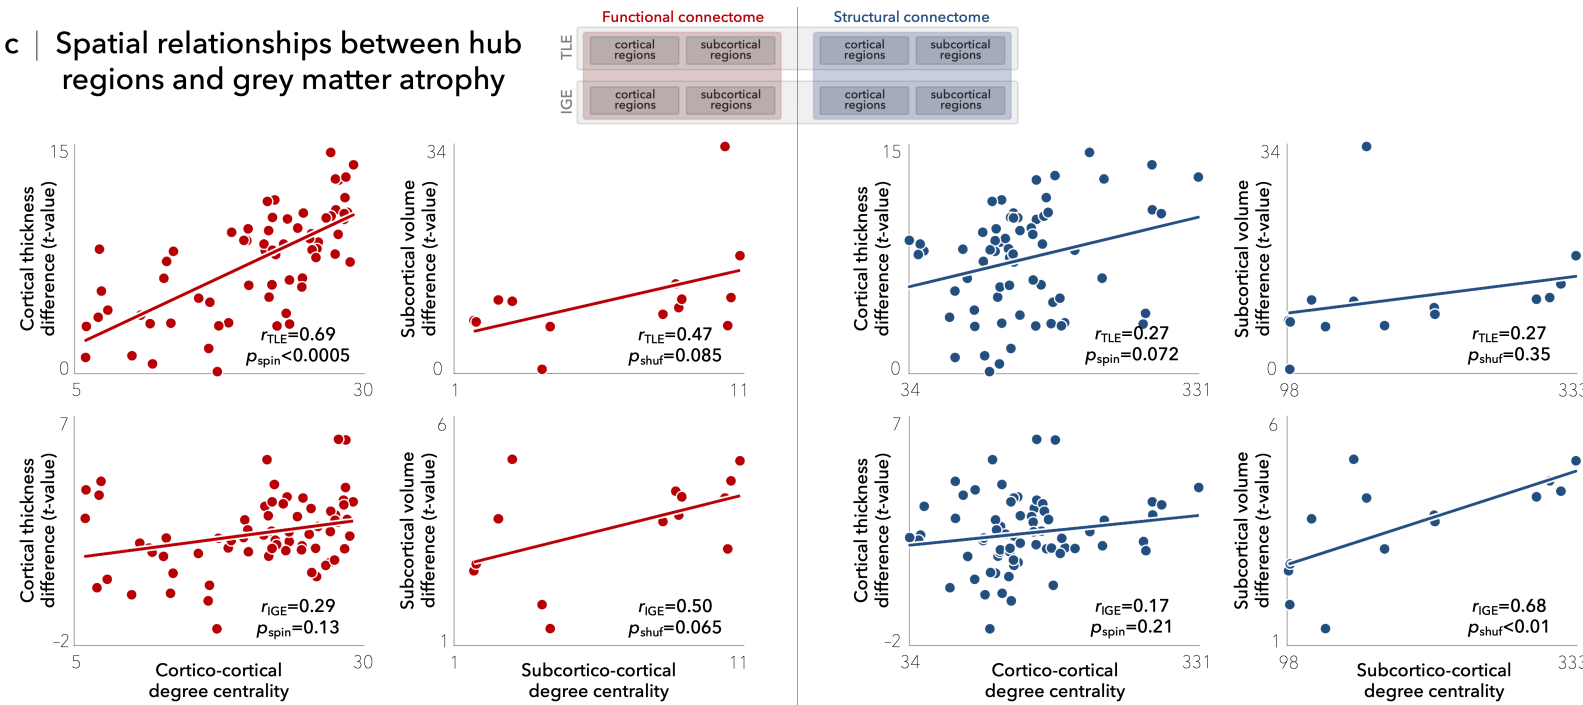 Functional connectome
Structural connectome
c | Spatial relationships between hub
regions and grey matter atrophy
TLE
cortical
regions
subcortical
regions
cortical
regions
subcortical
regions
IGE
cortical
regions
subcortical
regions
cortical
regions
subcortical
regions
Cortical thickness
difference (t-value)
15
0
5
30
rTLE=0.69
pspin<0.0005
Subcortical volume
difference (t-value)
34
0
1
11
rTLE=0.47
pshuf=0.085
Cortical thickness
difference (t-value)
15
0
34
331
rTLE=0.27
pspin=0.072
Subcortical volume
difference (t-value)
34
0
98
333
rTLE=0.27
pshuf=0.35
Cortical thickness
difference (t-value)
7
–2
5
30
rIGE=0.29
pspin=0.13
Cortico-cortical
degree centrality
Subcortical volume
difference (t-value)
6
1
1
11
rIGE=0.50
pshuf=0.065
Subcortico-cortical
degree centrality
Cortical thickness
difference (t-value)
7
–2
34
331
rIGE=0.17
pspin=0.21
Cortico-cortical
degree centrality
Subcortical volume
difference (t-value)
6
1
98
333
rIGE=0.68
pshuf<0.01
Subcortico-cortical
degree centrality